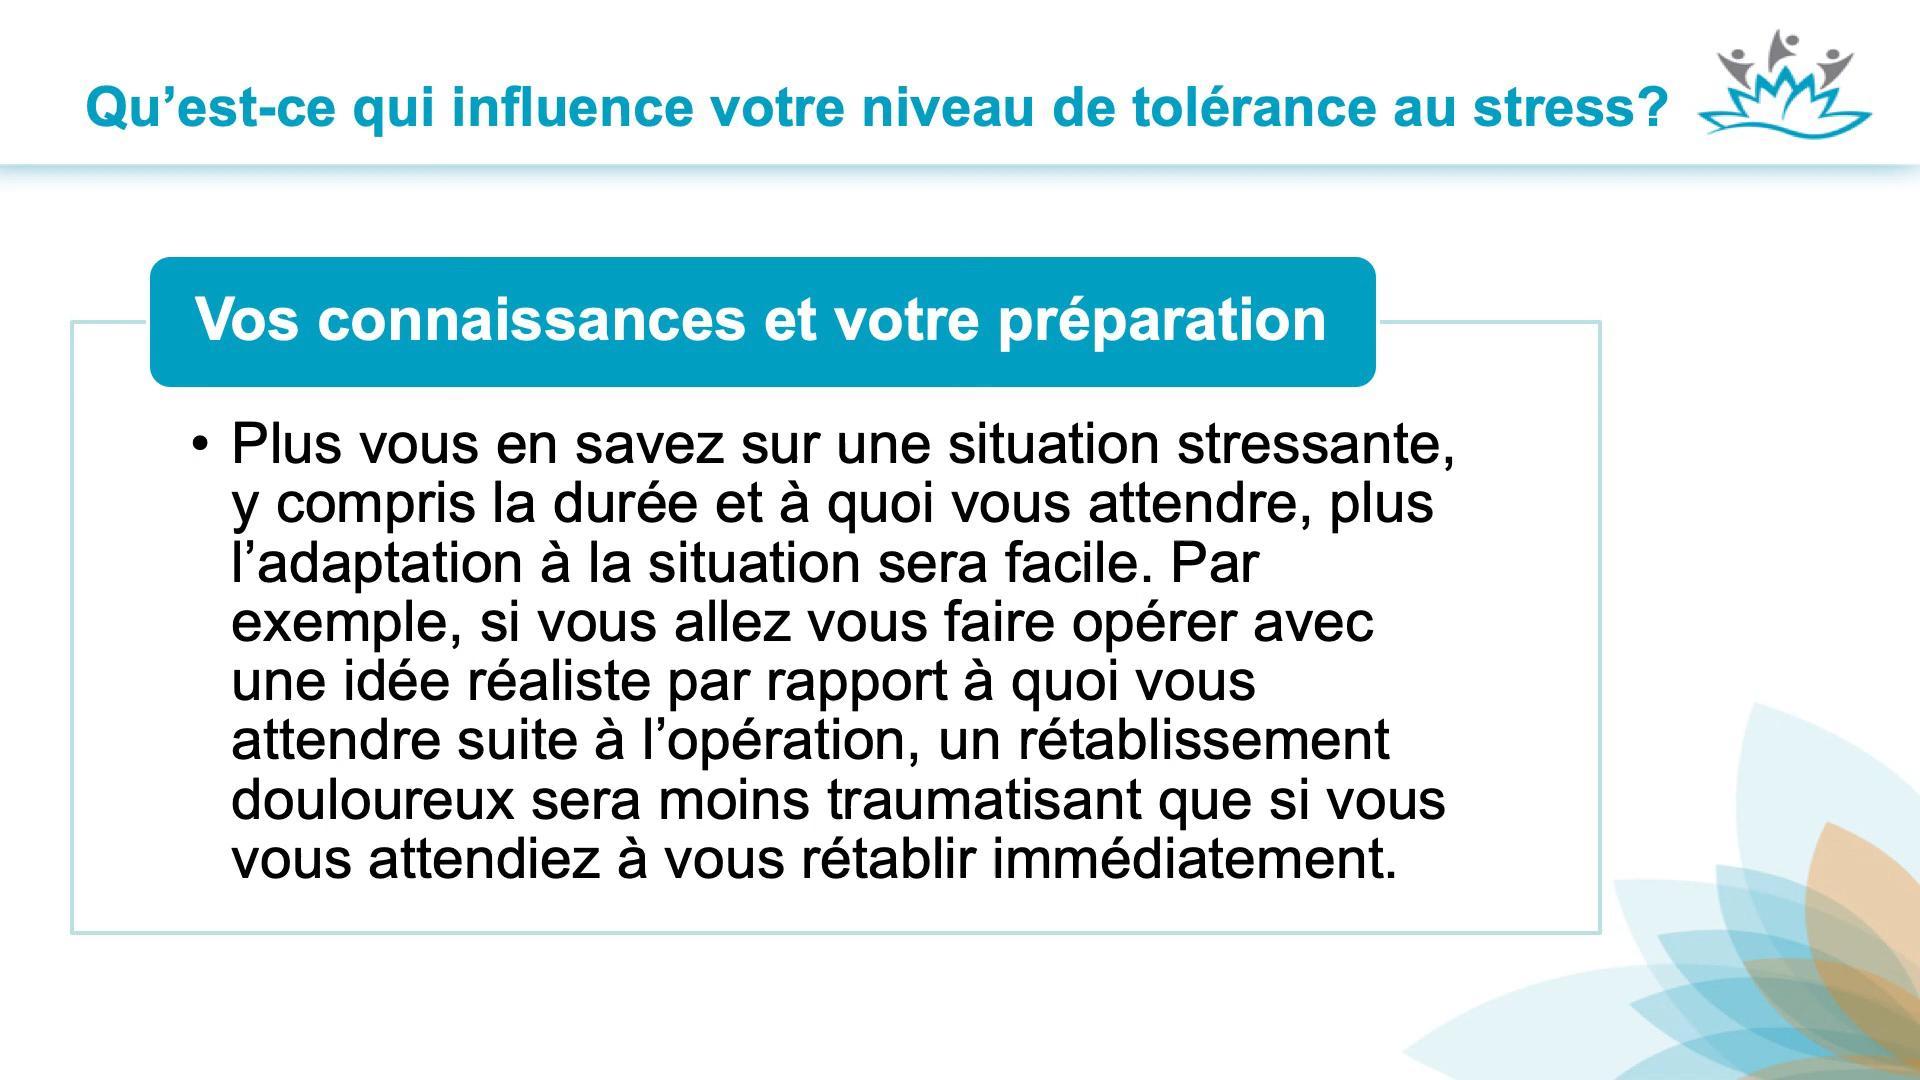 Qu’est-ce qui influence votre niveau de tolérance au stress?
Vos connaissances et votre préparation
• Plus vous en savez sur une situation stressante,
y compris la durée et à quoi vous attendre, plus
l’adaptation à la situation sera facile. Par
exemple, si vous allez vous faire opérer avec
une idée réaliste par rapport à quoi vous
attendre suite à l’opération, un rétablissement
douloureux sera moins traumatisant que si vous
vous attendiez à vous rétablir immédiatement.